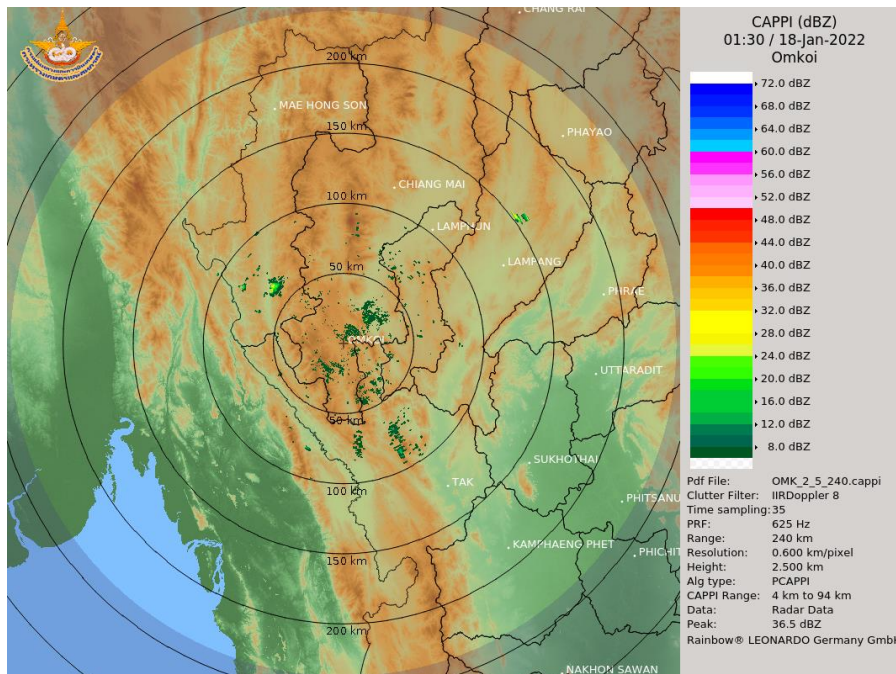 CHANG RAI
200 km
MAE HONG SON
150 km
PHAYAO
CHIANG MAI
100 km
LAMPHUN
LAMPANG
50 km
PHRAE
OMKOI
UTTARADIT
50 km
SUKHOTHAI
TAK
100 km
PHITSANU
KAMPHAENG PHET
PHICHIT
150 km
200 km
NAKHON SAWAN
CAPPI (dBZ)
01:30 / 18-Jan-2022
Omkoi
72.0 dBZ
68.0 dBZ
64.0 dBZ
60.0 dBZ
56.0 dBZ
52.0 dBZ
48.0 dBZ
44.0 dBZ
40.0 dBZ
36.0 dBZ
32.0 dBZ
28.0 dBZ
24.0 dBZ
20.0 dBZ
16.0 dBZ
12.0 dBZ
8.0 dBZ
Pdf File: OMK_2_5_240.cappi
Clutter Filter: IIRDoppler 8
Time sampling: 35
PRF: 625 Hz
Range: 240 km
Resolution: 0.600 km/pixel
Height: 2.500 km
Alg type: PCAPPI
CAPPI Range: 4 km to 94 km
Data: Radar Data
Peak: 36.5 dBZ
Rainbow® LEONARDO Germany GmbH